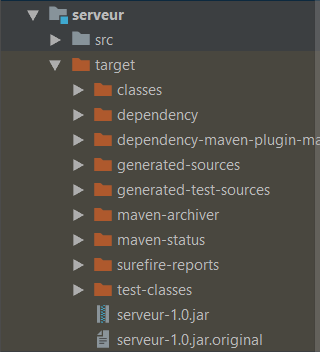 serveur
src
target
classes
dependency
dependency-maven-plugin-ma
generated-sources
generated-test-sources
maven-archiver
maven-status
surefire-reports
test-classes
serveur-1.0.jar
serveur-1.0.jar.original